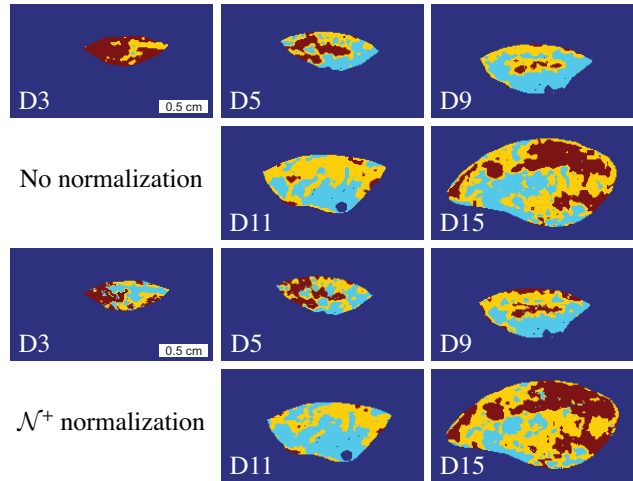 D3
0.5 cm
D5
D9
No normalization
D11
D15
D3
0.5 cm
D5
D9
𝒩⁺ normalization
D11
D15